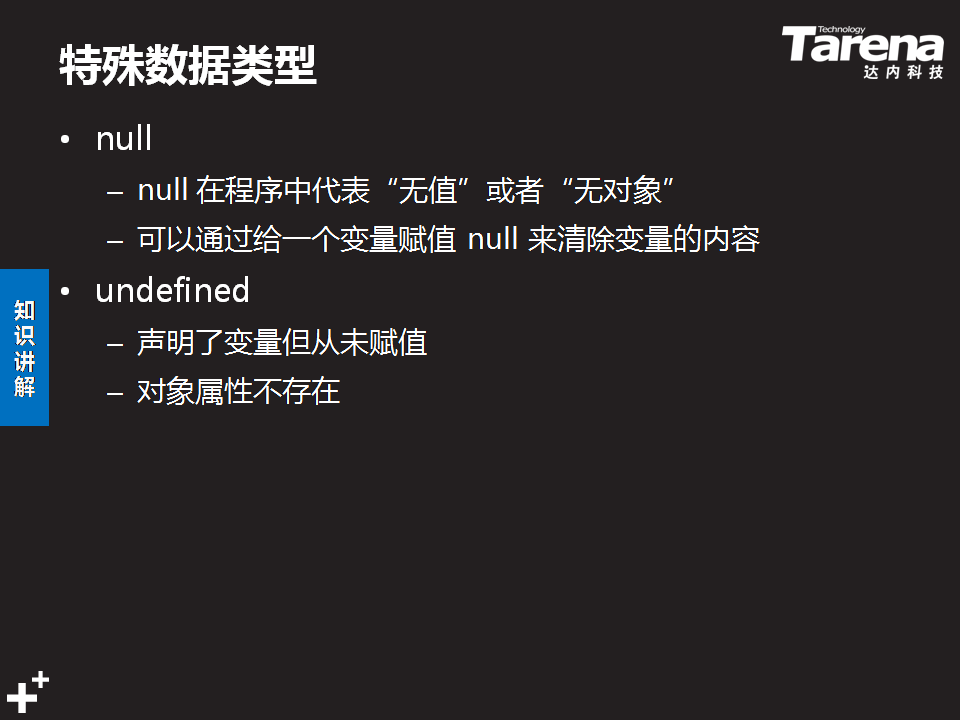 特殊数据类型
Technology
Tarena
达内科技
• null
– null 在程序中代表“无值”或者“无对象”
– 可以通过给一个变量赋值 null 来清除变量的内容
• undefined
– 声明了变量但从未赋值
– 对象属性不存在
知识讲解